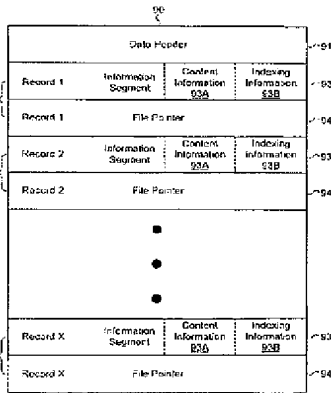 90
Data Header 91
Record 1 Information Segment Content Information 93A Indexing Information 93B 93
Record 1 File Pointer 94
Record 2 Information Segment Content Information 93A Indexing Information 93B 93
Record 2 File Pointer 94
Record X Information Segment Content Information 93A Indexing Information 93B 93
Record X File Pointer 94